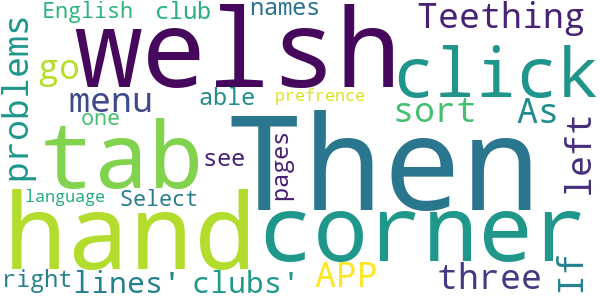 English club names
Teething
welsh
go
click
problems
menu
able
prefrence
sort
As
one
tab
Then
see
pages
left
language
Select
hand
corner
right
lines'
clubs'
APP
three
If